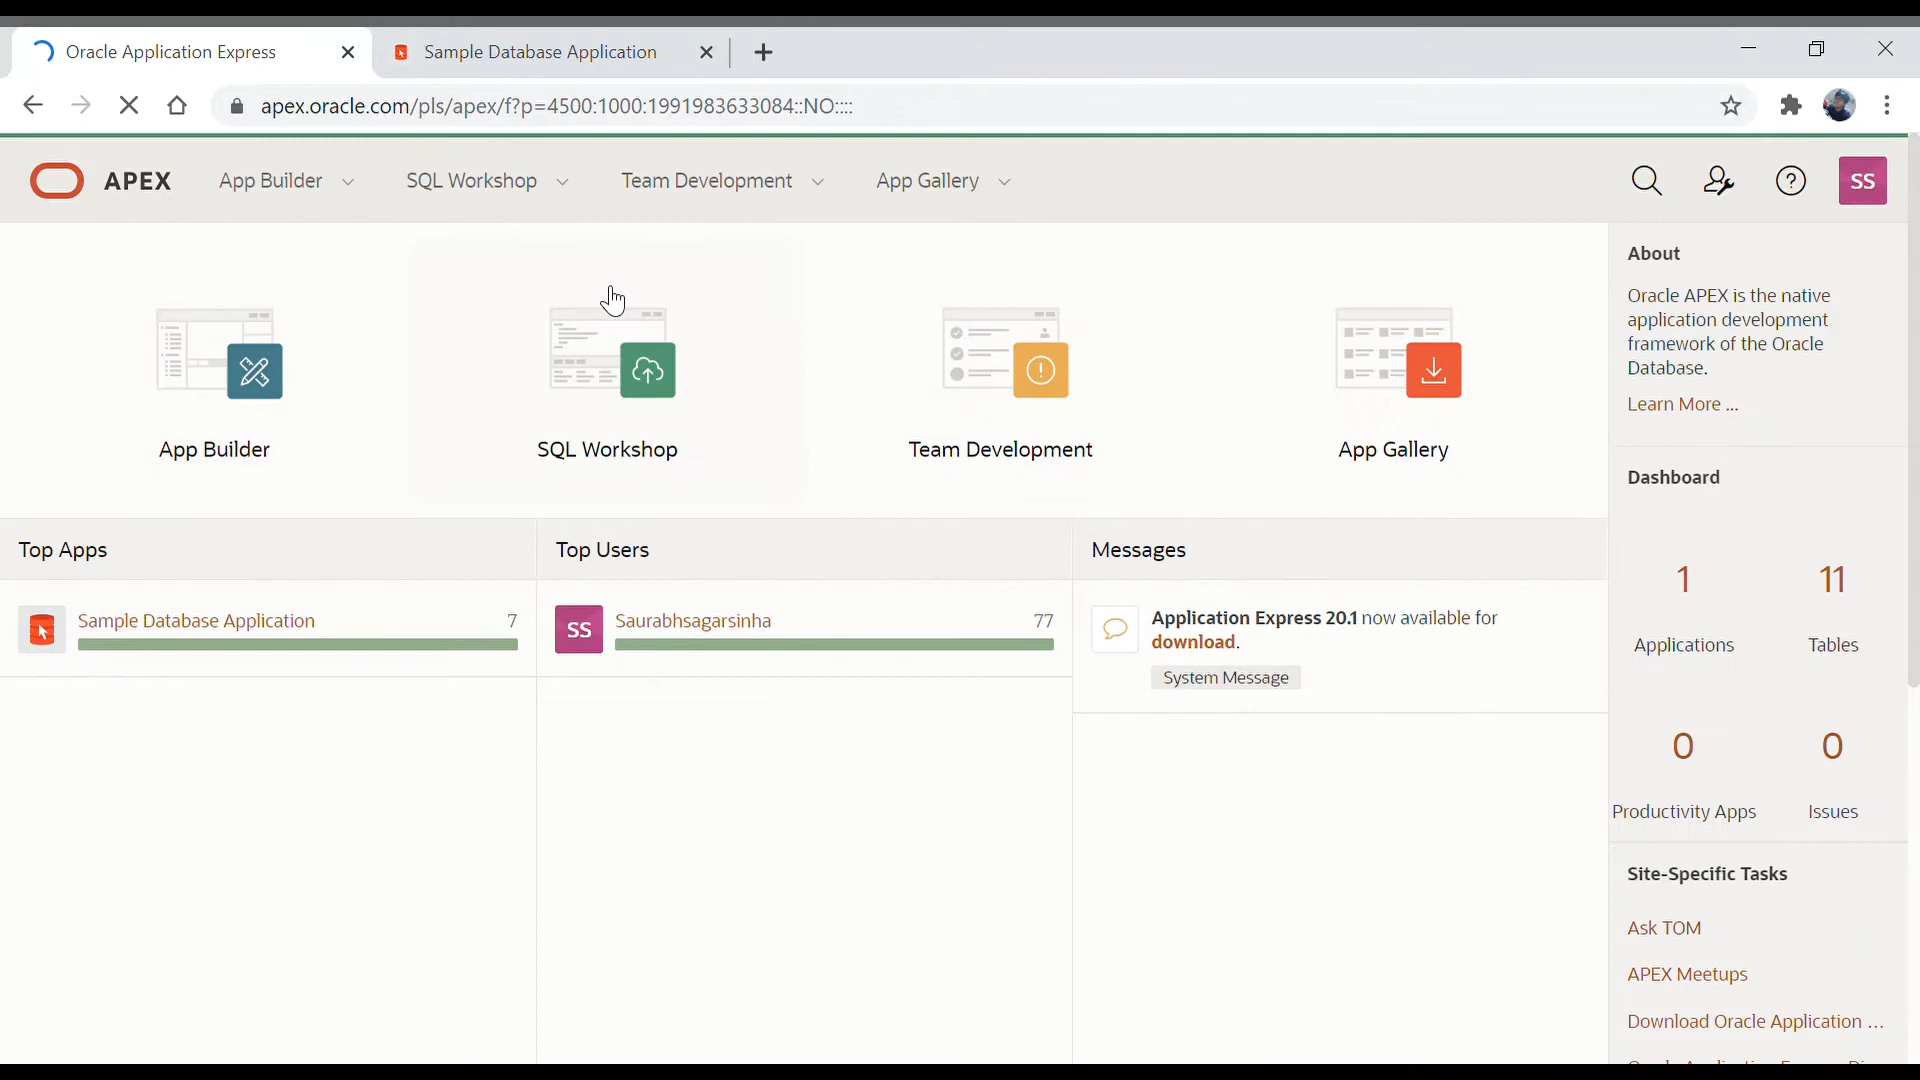 Oracle Application Express
Sample Database Application
apex.oracle.com/pls/apex/f?p=4500:1000:1991983633084::NO::::
APEX
App Builder
SQL Workshop
Team Development
App Gallery
SS
App Builder
SQL Workshop
Team Development
App Gallery
Top Apps
Sample Database Application 7
Top Users
SS
Saurabhsagarsinha 77
Messages
Application Express 20.1 now available for
download.
System Message
About
Oracle APEX is the native
application development
framework of the Oracle
Database.
Learn More ...
Dashboard
1 11
Applications Tables
0 0
Productivity Apps Issues
Site-Specific Tasks
Ask TOM
APEX Meetups
Download Oracle Application ...